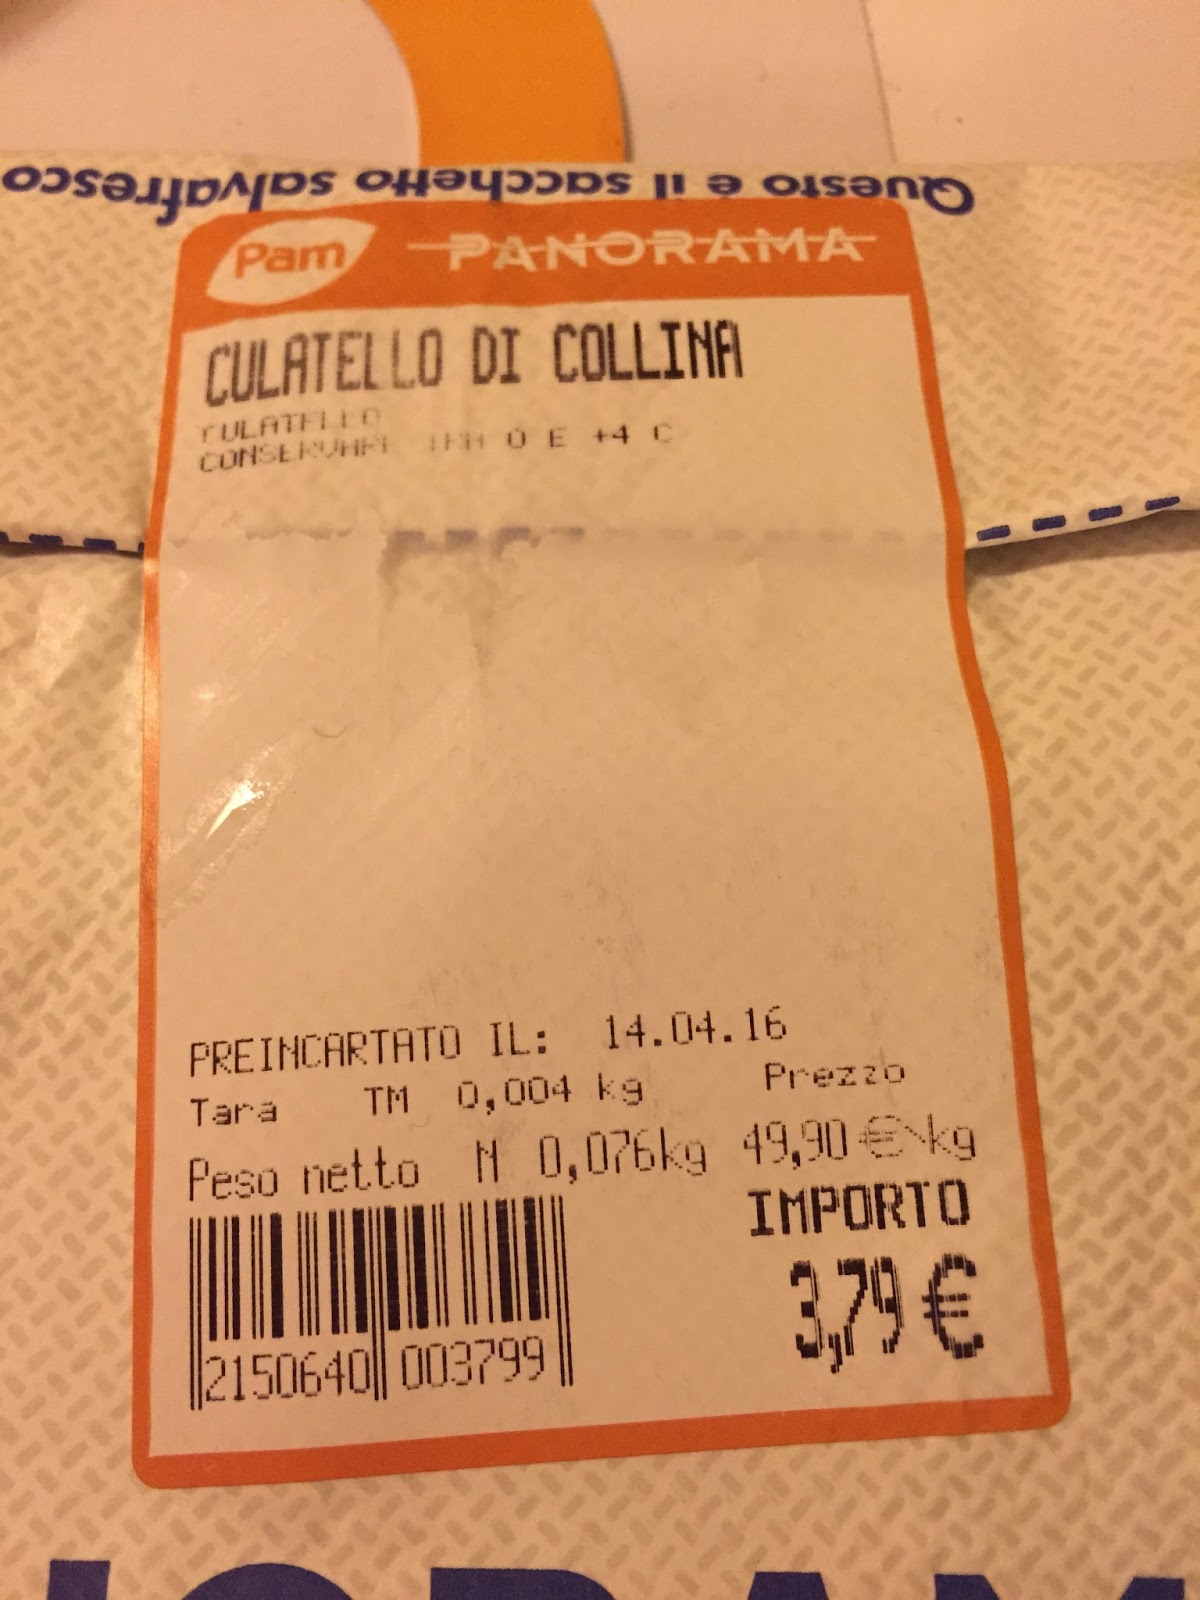 Questo è il sacchetto salvafresco
Pam PANORAMA
CULATELLO DI COLLINA
CULATELLO
CONSERVARE TRA 0 E +4 C
PREINCARTATO IL: 14.04.16
Tara TM 0,004 kg Prezzo
Peso netto N 0,076kg 49,90 €/kg
IMPORTO
3,79 €
2150640 003799